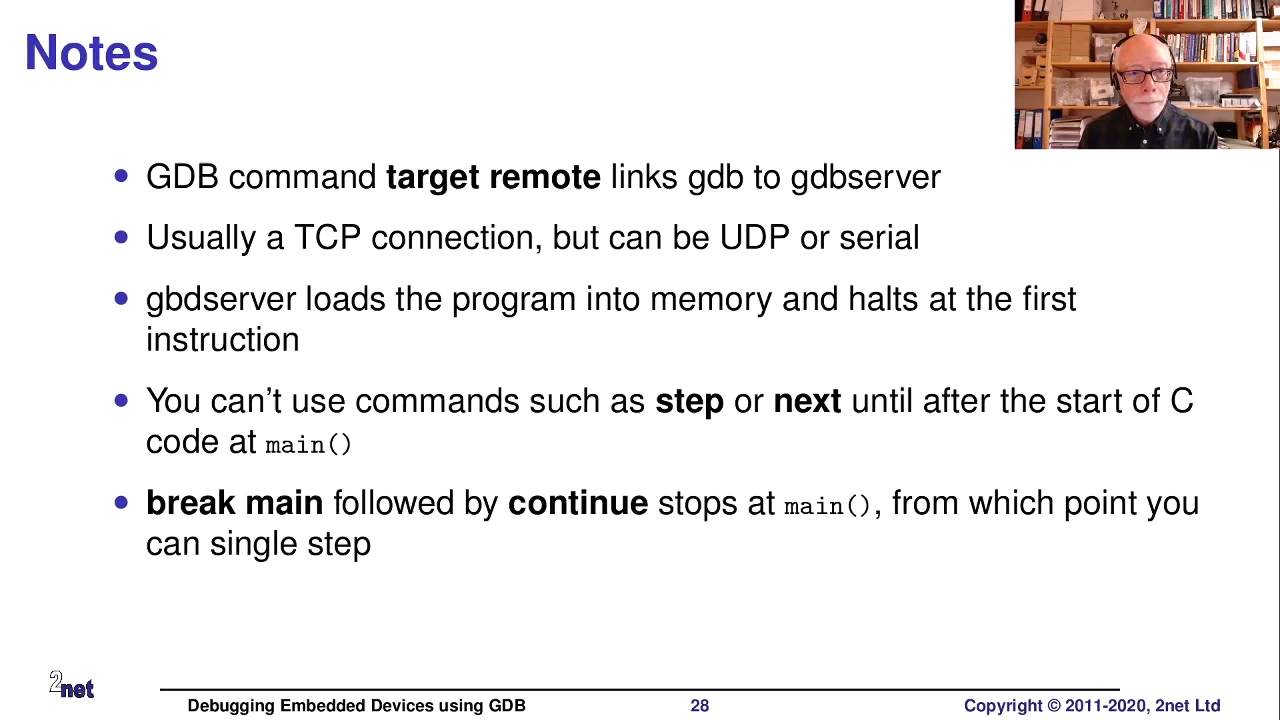 Notes
• GDB command target remote links gdb to gdbserver
• Usually a TCP connection, but can be UDP or serial
• gbdserver loads the program into memory and halts at the first
instruction
• You can't use commands such as step or next until after the start of C
code at main()
• break main followed by continue stops at main(), from which point you
can single step
2net
Debugging Embedded Devices using GDB
28
Copyright © 2011-2020, 2net Ltd